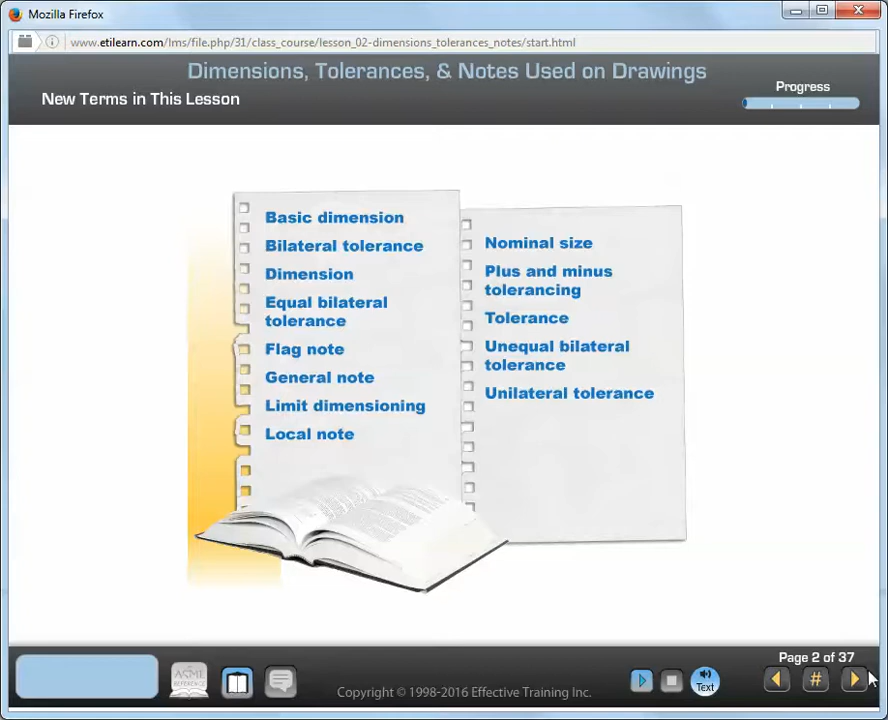 Mozilla Firefox
www.etilearn.com/lms/file.php/31/class_course/lesson_02-dimensions_tolerances_notes/start.html
Dimensions, Tolerances, & Notes Used on Drawings
New Terms in This Lesson
Progress
Basic dimension
Bilateral tolerance
Dimension
Equal bilateral
tolerance
Flag note
General note
Limit dimensioning
Local note
Nominal size
Plus and minus
tolerancing
Tolerance
Unequal bilateral
tolerance
Unilateral tolerance
ACME
REFERENCE
Copyright © 1998-2016 Effective Training Inc.
Text
Page 2 of 37
#